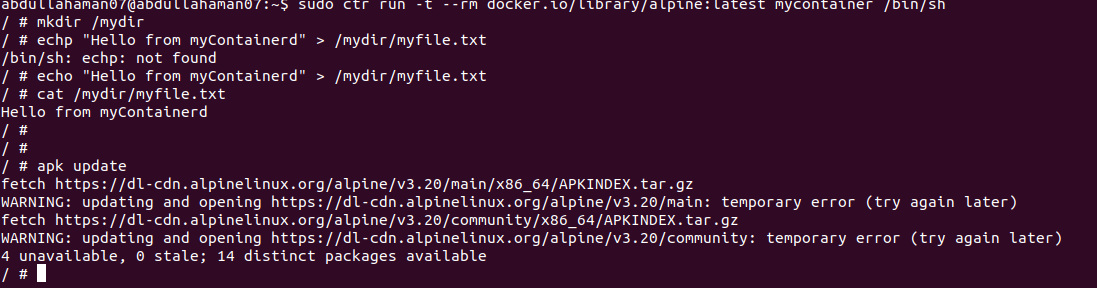 abdullahaman07@abdullahaman07:~$ sudo ctr run -t --rm docker.io/library/alpine:latest mycontainer /bin/sh
/ # mkdir /mydir
/ # echp "Hello from myContainerd" > /mydir/myfile.txt
/bin/sh: echp: not found
/ # echo "Hello from myContainerd" > /mydir/myfile.txt
/ # cat /mydir/myfile.txt
Hello from myContainerd
/ #
/ #
/ # apk update
fetch https://dl-cdn.alpinelinux.org/alpine/v3.20/main/x86_64/APKINDEX.tar.gz
WARNING: updating and opening https://dl-cdn.alpinelinux.org/alpine/v3.20/main: temporary error (try again later)
fetch https://dl-cdn.alpinelinux.org/alpine/v3.20/community/x86_64/APKINDEX.tar.gz
WARNING: updating and opening https://dl-cdn.alpinelinux.org/alpine/v3.20/community: temporary error (try again later)
4 unavailable, 0 stale; 14 distinct packages available
/ #